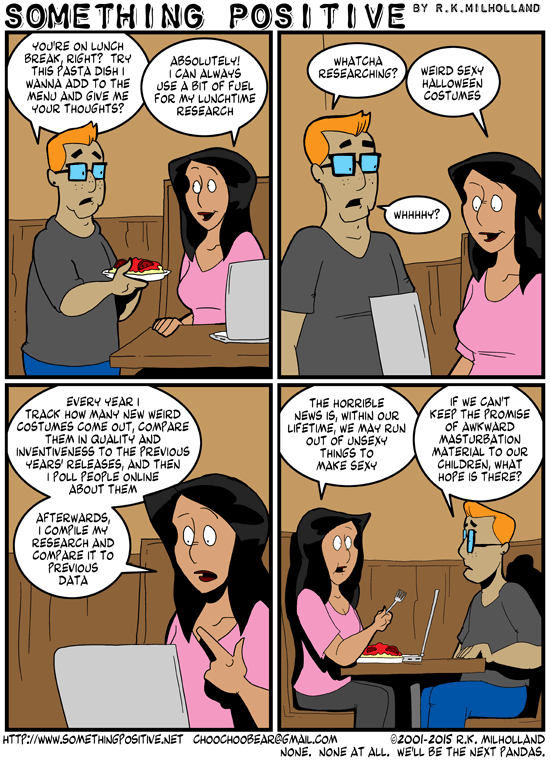 SOMETHING POSITIVE BY R.K.MILHOLLAND
YOU'RE ON LUNCH
BREAK, RIGHT? TRY
THIS PASTA DISH I
WANNA ADD TO THE
MENU AND GIVE ME
YOUR THOUGHTS?
ABSOLUTELY!
I CAN ALWAYS
USE A BIT OF FUEL
FOR MY LUNCHTIME
RESEARCH
WHATCHA
RESEARCHING?
WEIRD SEXY
HALLOWEEN
COSTUMES
WHHHHY?
EVERY YEAR I
TRACK HOW MANY NEW WEIRD
COSTUMES COME OUT, COMPARE
THEM IN QUALITY AND
INVENTIVENESS TO THE PREVIOUS
YEARS' RELEASES, AND THEN
I POLL PEOPLE ONLINE
ABOUT THEM
AFTERWARDS,
I COMPILE MY
RESEARCH AND
COMPARE IT TO
PREVIOUS
DATA
THE HORRIBLE
NEWS IS, WITHIN OUR
LIFETIME, WE MAY RUN
OUT OF UNSEXY
THINGS TO
MAKE SEXY
IF WE CAN'T
KEEP THE PROMISE
OF AWKWARD
MASTURBATION
MATERIAL TO OUR
CHILDREN, WHAT
HOPE IS THERE?
HTTP://WWW.SOMETHINGPOSITIVE.NET CHOOCHOOBEAR@GMAIL.COM ©2001-2015 R.K. MILHOLLAND
NONE. NONE AT ALL. WE'LL BE THE NEXT PANDAS.